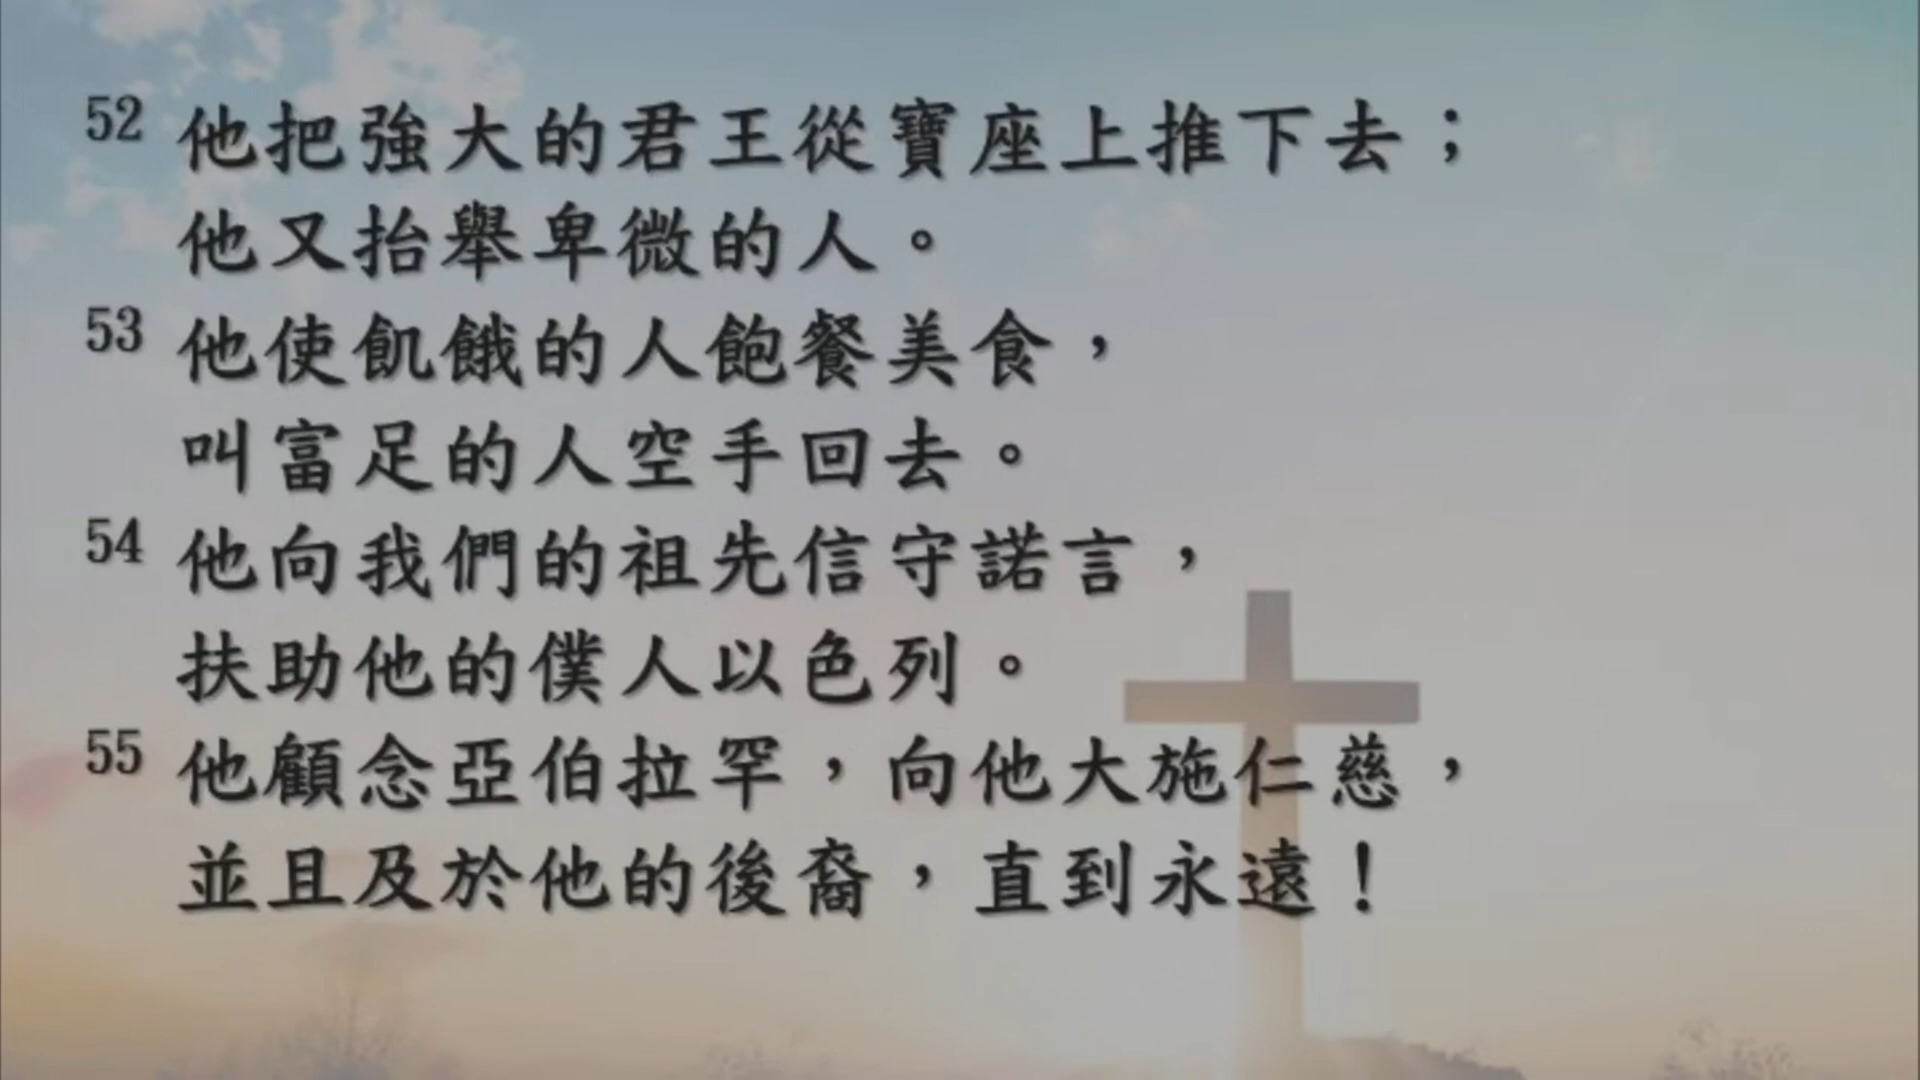 52 他把強大的君王從寶座上推下去；
他又抬舉卑微的人。
53 他使飢餓的人飽餐美食，
叫富足的人空手回去。
54 他向我們的祖先信守諾言，
扶助他的僕人以色列。
55 他顧念亞伯拉罕，向他大施仁慈，
並且及於他的後裔，直到永遠！